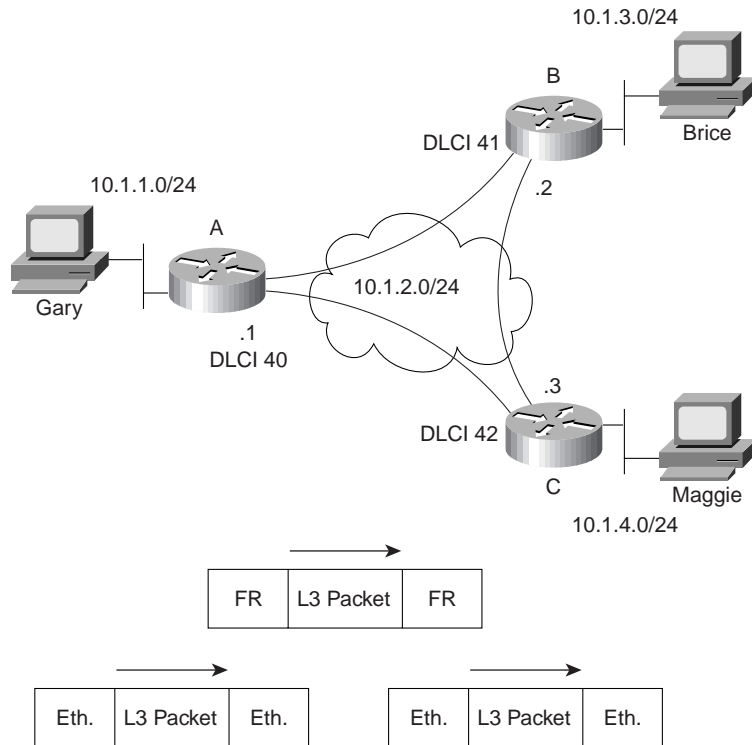 10.1.3.0/24
B
Brice
DLCI 41
.2
10.1.1.0/24
A
Gary
10.1.2.0/24
.1
DLCI 40
.3
DLCI 42
C
Maggie
10.1.4.0/24
FR L3 Packet FR
Eth. L3 Packet Eth.
Eth. L3 Packet Eth.